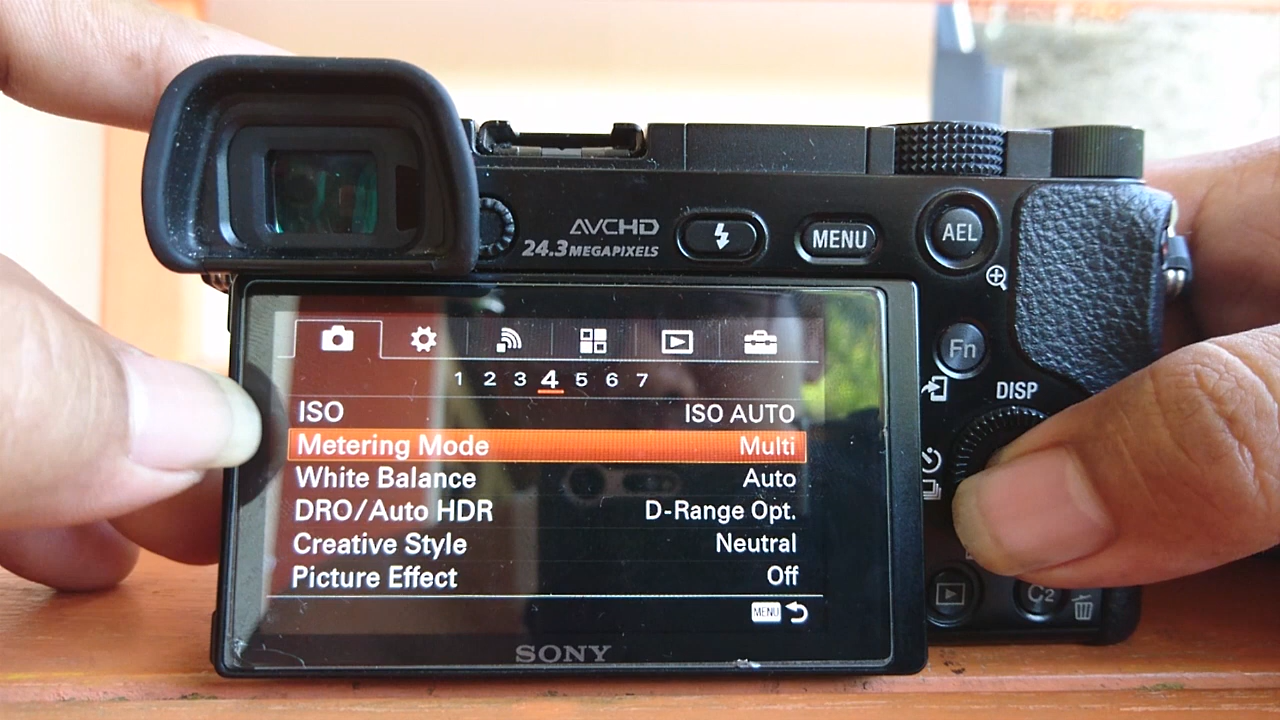 AVCHD
24.3 MEGAPIXELS
MENU
AEL
Fn
DISP
1 2 3 4 5 6 7
ISO ISO AUTO
Metering Mode Multi
White Balance Auto
DRO/Auto HDR D-Range Opt.
Creative Style Neutral
Picture Effect Off
MENU
C2
SONY